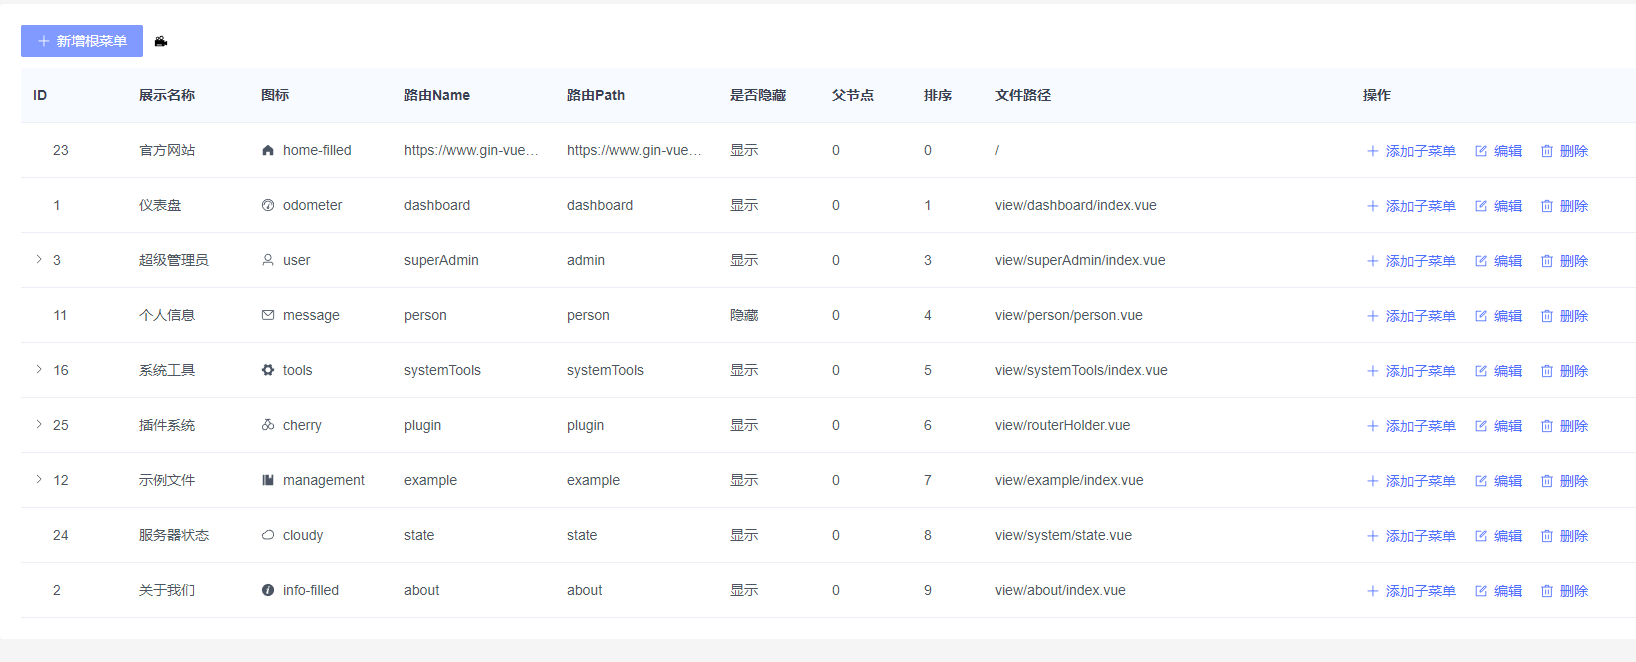 新增根菜单
ID 展示名称 图标 路由Name 路由Path 是否隐藏 父节点 排序 文件路径 操作
23 官方网站 home-filled https://www.gin-vue... https://www.gin-vue... 显示 0 0 / 添加子菜单 编辑 删除
1 仪表盘 odometer dashboard dashboard 显示 0 1 view/dashboard/index.vue 添加子菜单 编辑 删除
3 超级管理员 user superAdmin admin 显示 0 3 view/superAdmin/index.vue 添加子菜单 编辑 删除
11 个人信息 message person person 隐藏 0 4 view/person/person.vue 添加子菜单 编辑 删除
16 系统工具 tools systemTools systemTools 显示 0 5 view/systemTools/index.vue 添加子菜单 编辑 删除
25 插件系统 cherry plugin plugin 显示 0 6 view/routerHolder.vue 添加子菜单 编辑 删除
12 示例文件 management example example 显示 0 7 view/example/index.vue 添加子菜单 编辑 删除
24 服务器状态 cloudy state state 显示 0 8 view/system/state.vue 添加子菜单 编辑 删除
2 关于我们 info-filled about about 显示 0 9 view/about/index.vue 添加子菜单 编辑 删除